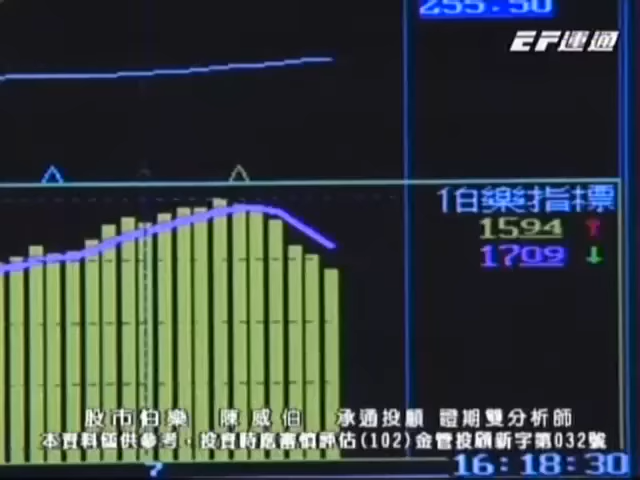 255.50
EF運通
伯樂指標
1594 ↑
1709 ↓
股市伯樂 陳威伯 承通投顧 證期雙分析師
本資料僅供參考，投資時應審慎評估(102)金管投顧新字第032號
7
16:18:30